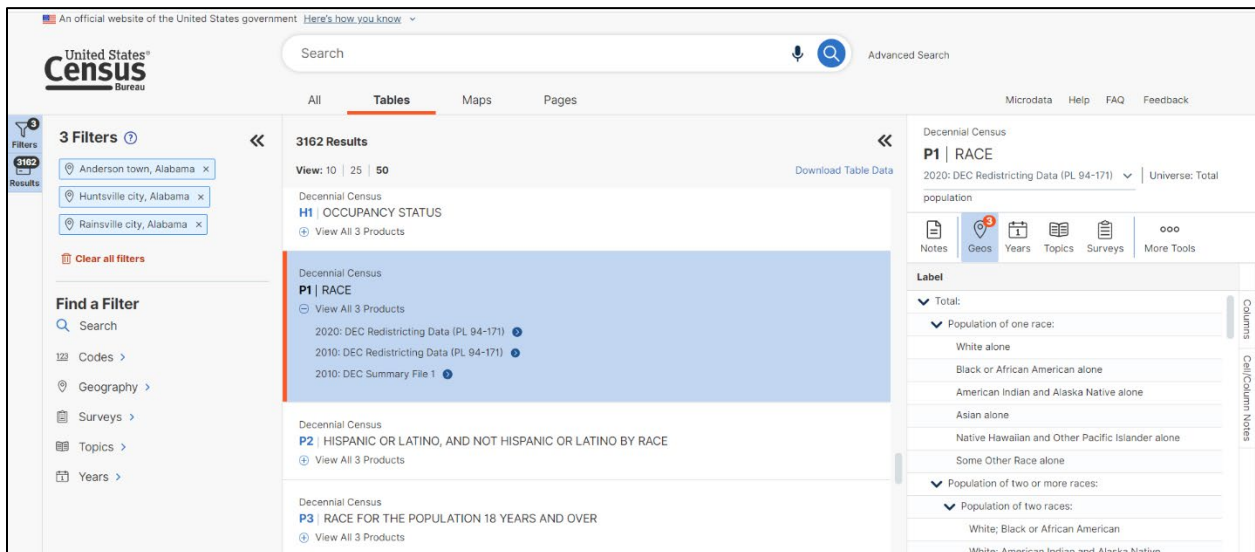 An official website of the United States government Here's how you know
United States®
Census
Bureau
Search
Advanced Search
All Tables Maps Pages
Microdata Help FAQ Feedback
3
Filters
3162
Results
3 Filters
Anderson town, Alabama ×
Huntsville city, Alabama ×
Rainsville city, Alabama ×
Clear all filters
Find a Filter
Search
123 Codes
Geography
Surveys
Topics
Years
3162 Results
View: 10 | 25 | 50
Download Table Data
Decennial Census
H1 | OCCUPANCY STATUS
View All 3 Products
Decennial Census
P1 | RACE
View All 3 Products
2020: DEC Redistricting Data (PL 94-171)
2010: DEC Redistricting Data (PL 94-171)
2010: DEC Summary File 1
Decennial Census
P2 | HISPANIC OR LATINO, AND NOT HISPANIC OR LATINO BY RACE
View All 3 Products
Decennial Census
P3 | RACE FOR THE POPULATION 18 YEARS AND OVER
View All 3 Products
Decennial Census
P1 | RACE
2020: DEC Redistricting Data (PL 94-171) | Universe: Total
population
3
Notes Geos Years Topics Surveys More Tools
Label
Total:
Population of one race:
White alone
Black or African American alone
American Indian and Alaska Native alone
Asian alone
Native Hawaiian and Other Pacific Islander alone
Some Other Race alone
Population of two or more races:
Population of two races:
White; Black or African American
White; American Indian and Alaska Native
Columns
Cell/Column Notes